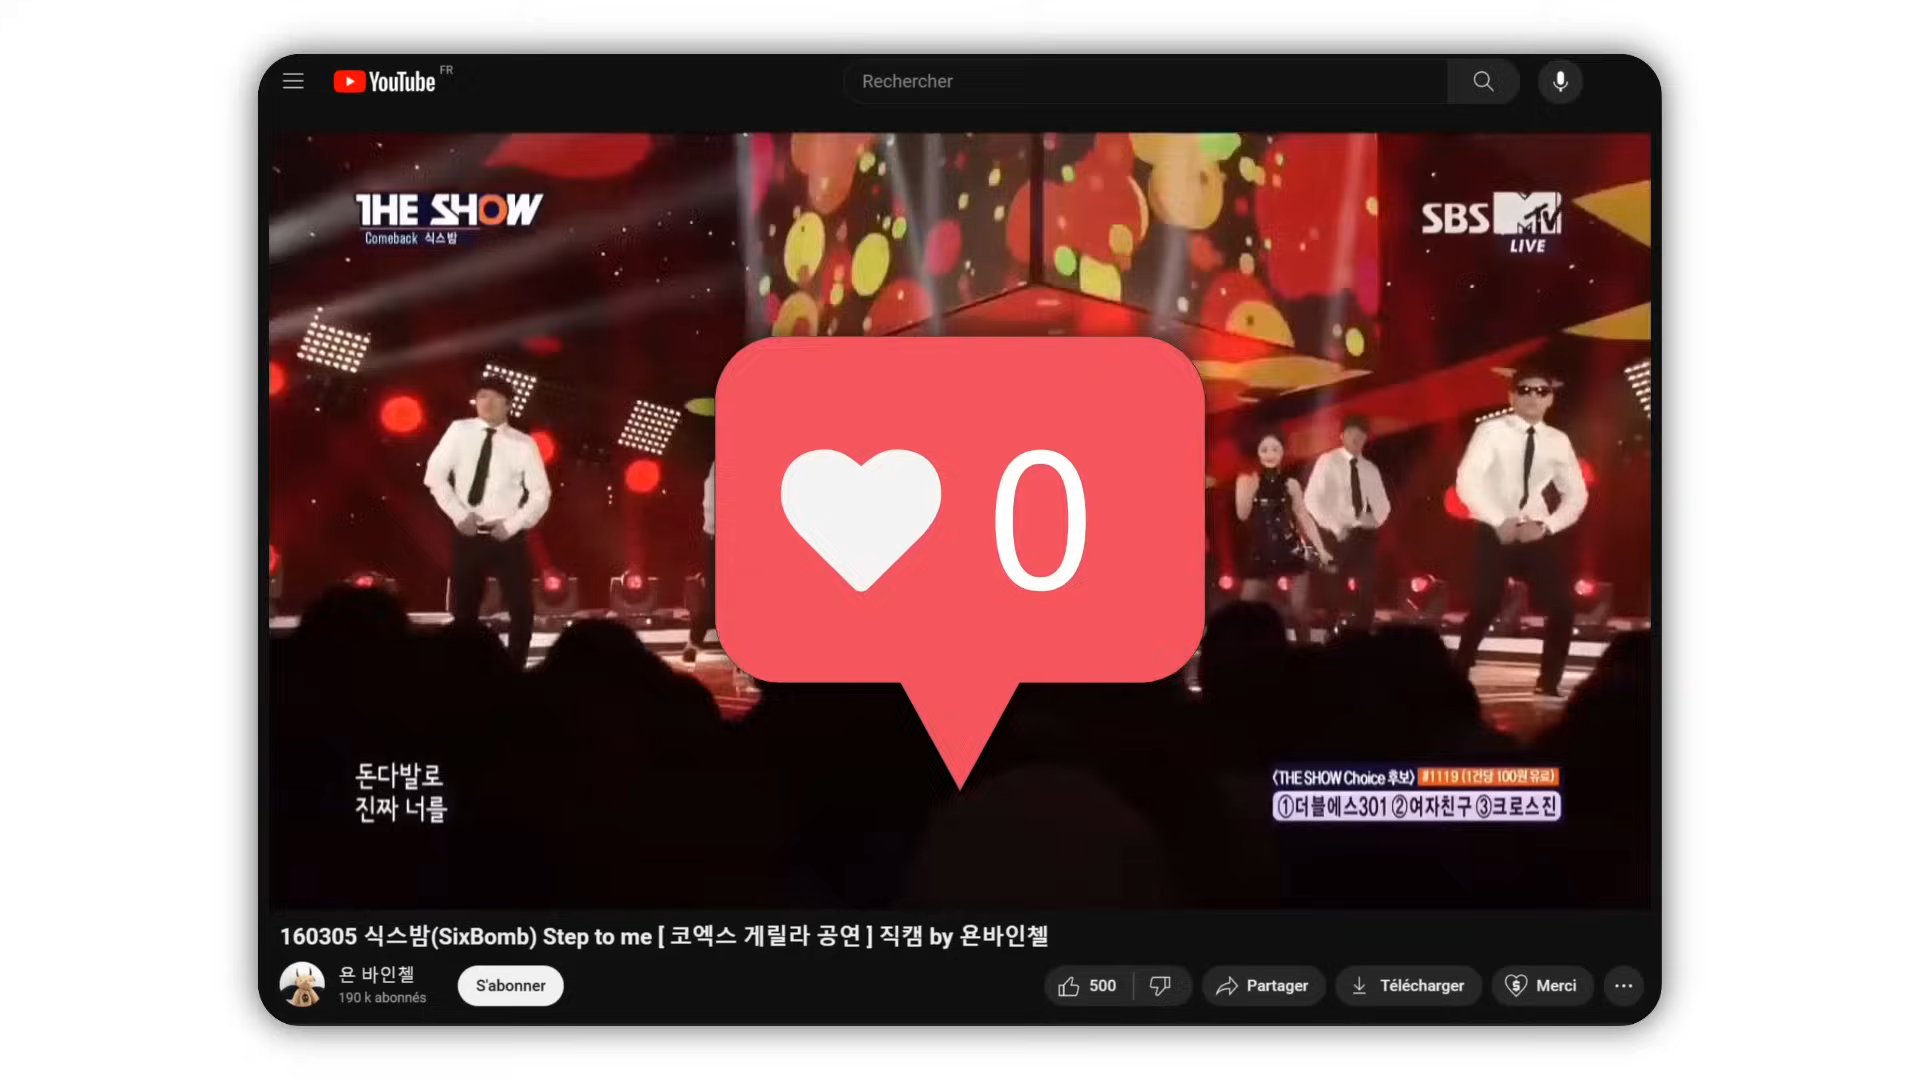 YouTube FR
Rechercher
THE SHOW
Comeback 식스밤
SBS MTV
LIVE
0
돈다발로
진짜 너를
〈THE SHOW Choice 후보〉 #1119 (1건당 100원 유료)
①더블에스301 ②여자친구 ③크로스진
160305 식스밤(SixBomb) Step to me [ 코엑스 게릴라 공연 ] 직캠 by 욘바인첼
욘 바인첼
190 k abonnés
S'abonner
500
Partager
Télécharger
Merci